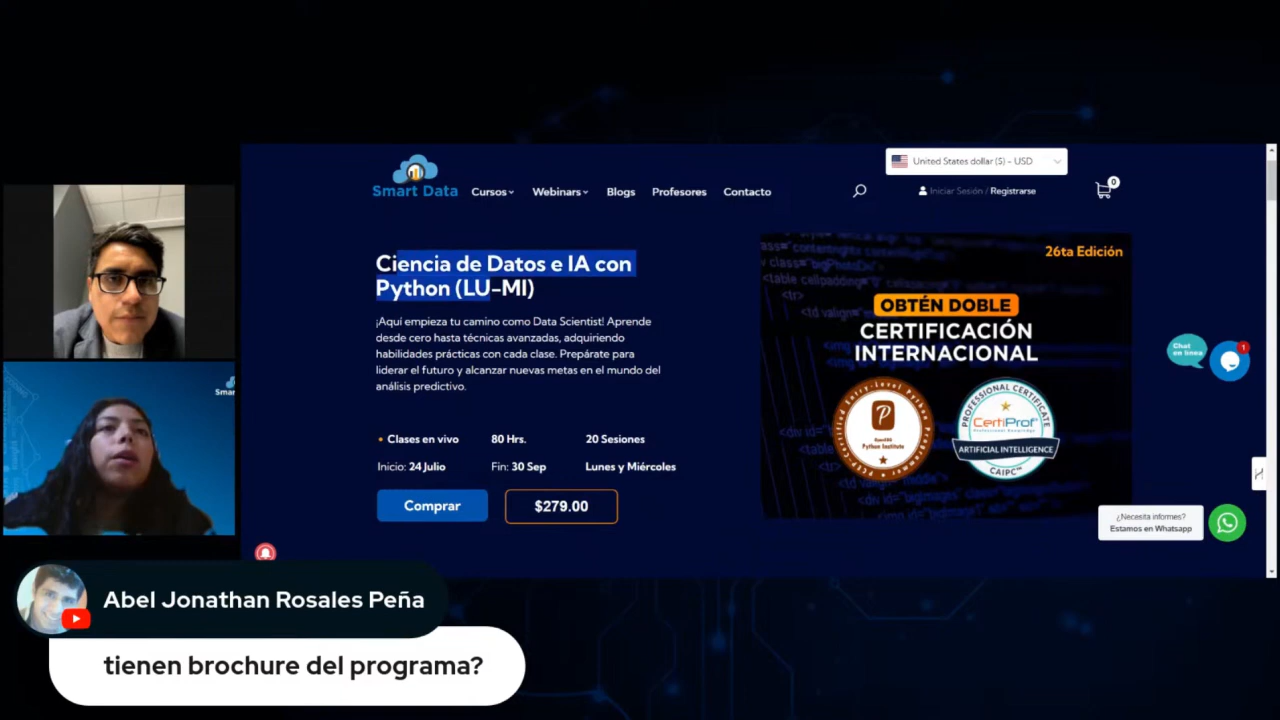 United States dollar ($) - USD
Smart Data
Cursos
Webinars
Blogs
Profesores
Contacto
Iniciar Sesión / Registrarse
0
Ciencia de Datos e IA con
Python (LU-MI)
¡Aquí empieza tu camino como Data Scientist! Aprende
desde cero hasta técnicas avanzadas, adquiriendo
habilidades prácticas con cada clase. Prepárate para
liderar el futuro y alcanzar nuevas metas en el mundo del
análisis predictivo.
• Clases en vivo
80 Hrs.
20 Sesiones
Inicio: 24 Julio
Fin: 30 Sep
Lunes y Miércoles
Comprar
$279.00
26ta Edición
OBTÉN DOBLE
CERTIFICACIÓN
INTERNACIONAL
Python Institute
PROFESSIONAL CERTIFICATE
CertiProf
ARTIFICIAL INTELLIGENCE
CAIPC™
Chat
en línea
1
¿Necesita informes?
Estamos en Whatsapp
Smar
Abel Jonathan Rosales Peña
tienen brochure del programa?